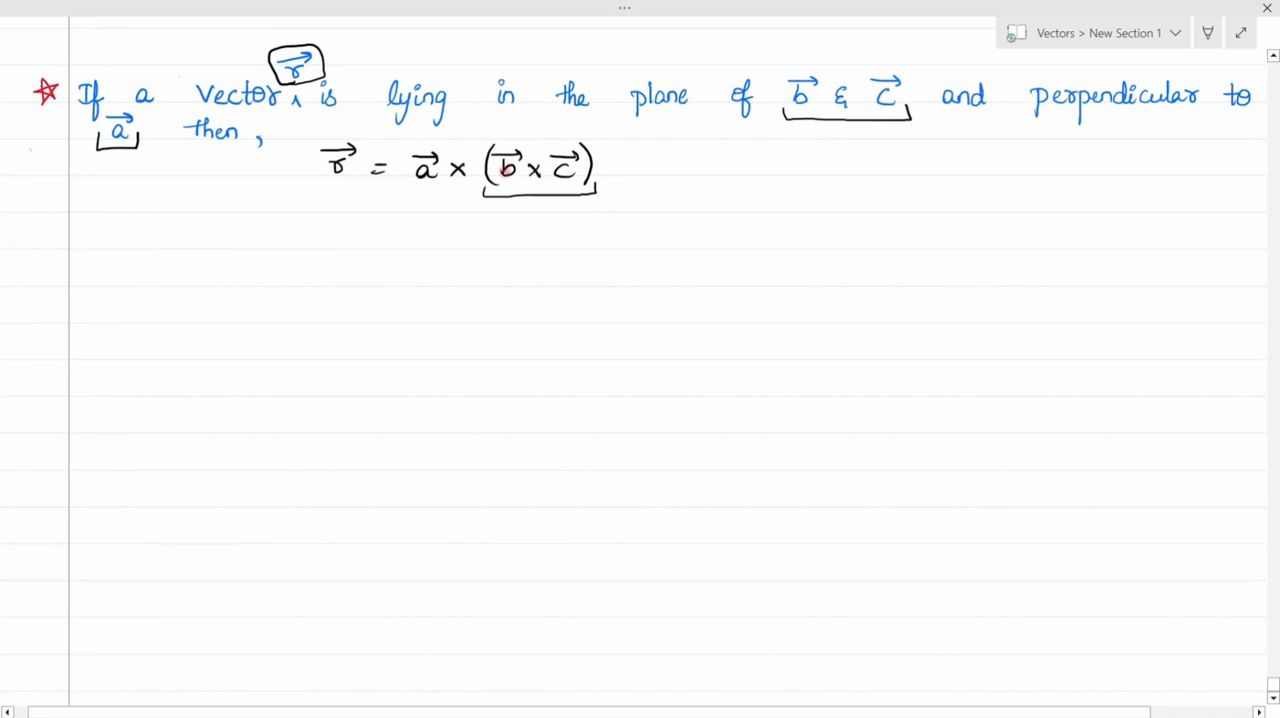 Vectors > New Section 1
☆ If a vector r⃗ is lying in the plane of b⃗ & c⃗ and perpendicular to
a⃗ then,
r⃗ = a⃗ × (b⃗ × c⃗)